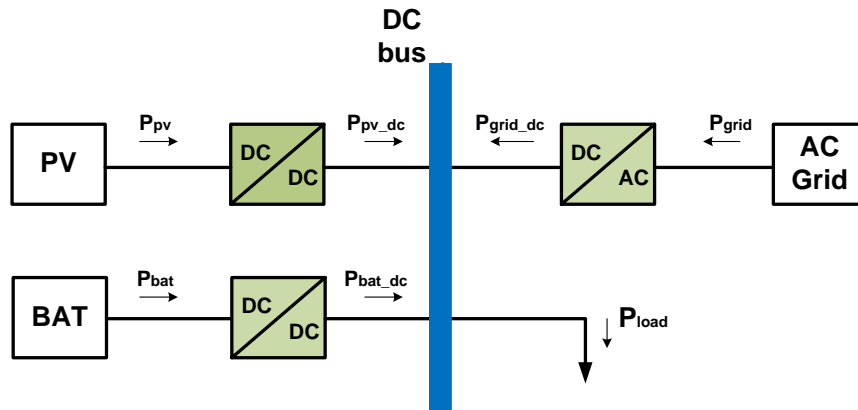 DC
bus
Ppv
Ppv_dc
Pgrid_dc
Pgrid
PV
DC
DC
DC
AC
AC
Grid
Pbat
Pbat_dc
BAT
DC
DC
Pload